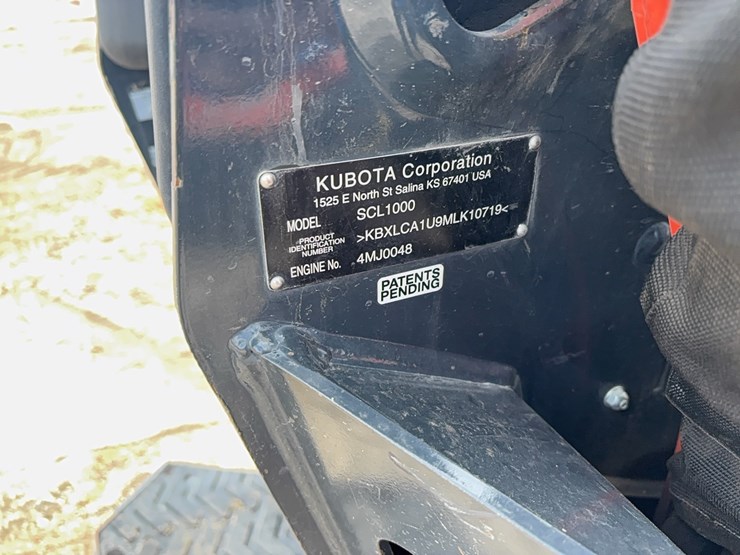 KUBOTA Corporation
1525 E North St Salina KS 67401 USA
MODEL SCL1000
PRODUCT
IDENTIFICATION >KBXLCA1U9MLK10719<
NUMBER
ENGINE No. 4MJ0048
PATENTS
PENDING